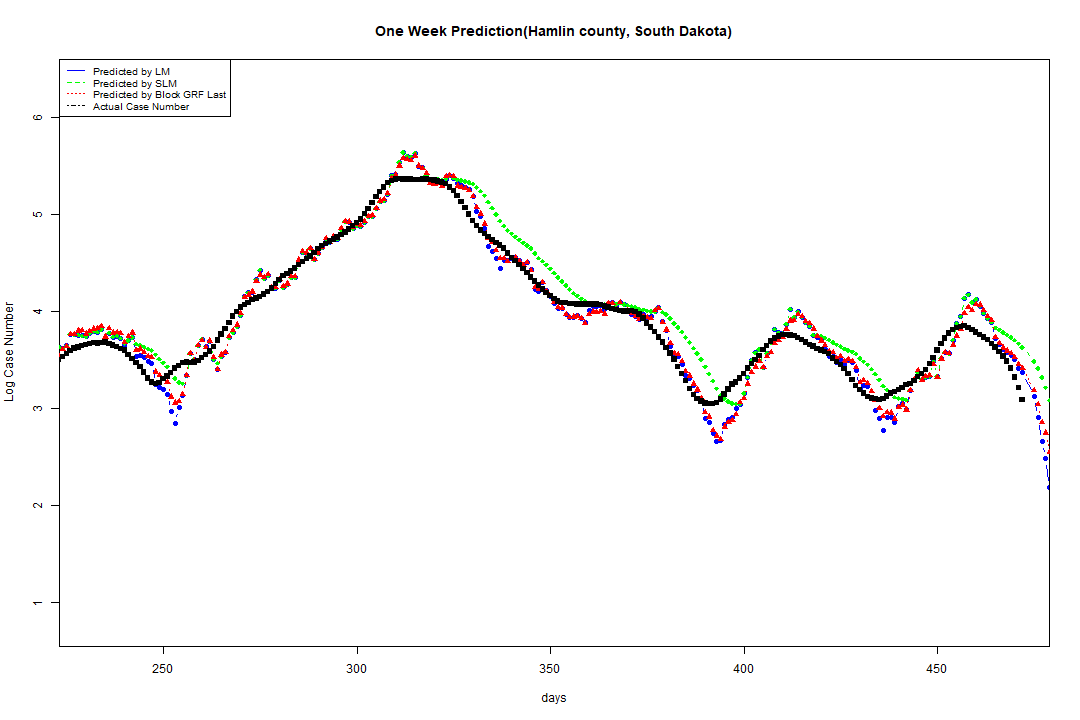 One Week Prediction(Hamlin county, South Dakota)
Predicted by LM
Predicted by SLM
Predicted by Block GRF Last
Actual Case Number
6
5
4
3
2
1
Log Case Number
250 300 350 400 450
days